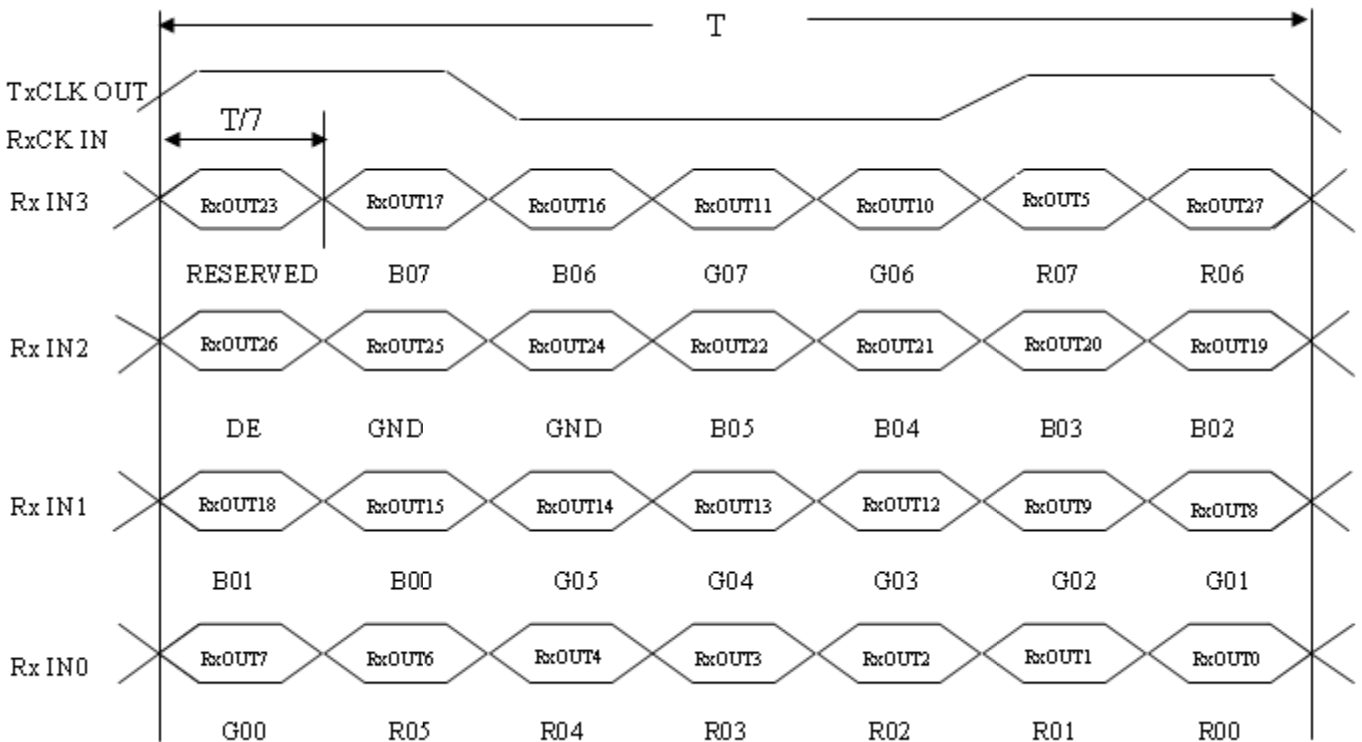 T
TxCLK OUT
T/7
RxCK IN
Rx IN3 RxOUT23 RxOUT17 RxOUT16 RxOUT11 RxOUT10 RxOUT5 RxOUT27
RESERVED B07 B06 G07 G06 R07 R06
Rx IN2 RxOUT26 RxOUT25 RxOUT24 RxOUT22 RxOUT21 RxOUT20 RxOUT19
DE GND GND B05 B04 B03 B02
Rx IN1 RxOUT18 RxOUT15 RxOUT14 RxOUT13 RxOUT12 RxOUT9 RxOUT8
B01 B00 G05 G04 G03 G02 G01
Rx IN0 RxOUT7 RxOUT6 RxOUT4 RxOUT3 RxOUT2 RxOUT1 RxOUT0
G00 R05 R04 R03 R02 R01 R00